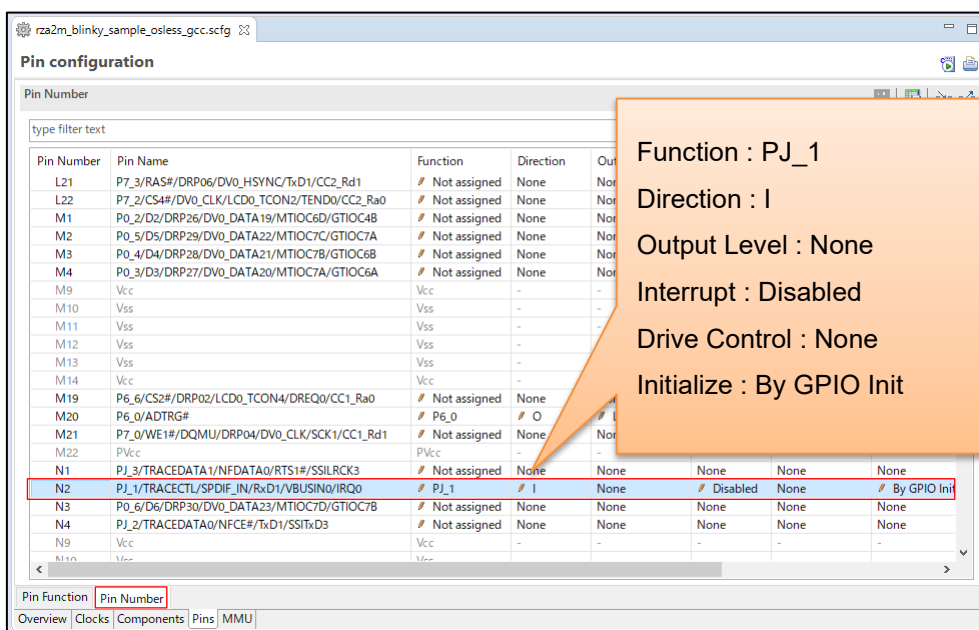 rza2m_blinky_sample_osless_gcc.scfg
Pin configuration
Pin Number
type filter text
Pin Number Pin Name Function Direction
L21 P7_3/RAS#/DRP06/DV0_HSYNC/TxD1/CC2_Rd1 Not assigned None
L22 P7_2/CS4#/DV0_CLK/LCD0_TCON2/TEND0/CC2_Ra0 Not assigned None
M1 P0_2/D2/DRP26/DV0_DATA19/MTIOC6D/GTIOC4B Not assigned None
M2 P0_5/D5/DRP29/DV0_DATA22/MTIOC7C/GTIOC7A Not assigned None
M3 P0_4/D4/DRP28/DV0_DATA21/MTIOC7B/GTIOC6B Not assigned None
M4 P0_3/D3/DRP27/DV0_DATA20/MTIOC7A/GTIOC6A Not assigned None
M9 Vcc Vcc -
M10 Vss Vss -
M11 Vss Vss -
M12 Vss Vss -
M13 Vss Vss -
M14 Vcc Vcc -
M19 P6_6/CS2#/DRP02/LCD0_TCON4/DREQ0/CC1_Ra0 Not assigned None
M20 P6_0/ADTRG# P6_0 O
M21 P7_0/WE1#/DQMU/DRP04/DV0_CLK/SCK1/CC1_Rd1 Not assigned None
M22 PVcc PVcc - -
N1 PJ_3/TRACEDATA1/NFDATA0/RTS1#/SSILRCK3 Not assigned None None None None
N2 PJ_1/TRACECTL/SPDIF_IN/RxD1/VBUSIN0/IRQ0 PJ_1 I None Disabled None By GPIO Init
N3 P0_6/D6/DRP30/DV0_DATA23/MTIOC7D/GTIOC7B Not assigned None None None None None
N4 PJ_2/TRACEDATA0/NFCE#/TxD1/SSITxD3 Not assigned None None None None None
N9 Vcc Vcc - - - - -
Function : PJ_1
Direction : I
Output Level : None
Interrupt : Disabled
Drive Control : None
Initialize : By GPIO Init
Pin Function Pin Number
Overview Clocks Components Pins MMU